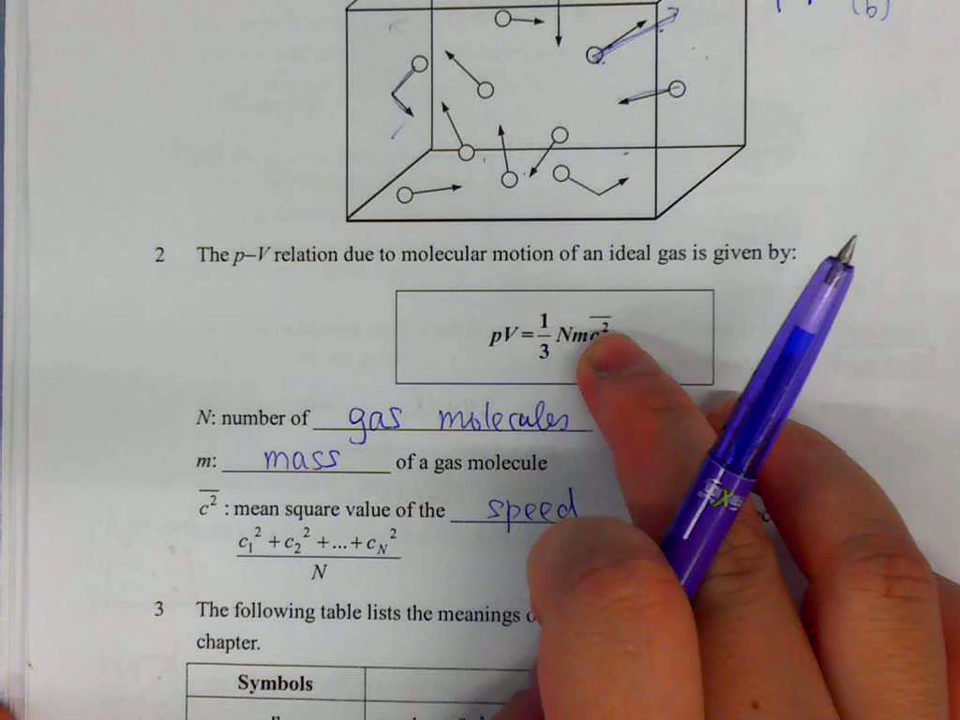 (b)
2 The p–V relation due to molecular motion of an ideal gas is given by:
pV = 1/3 Nmc²
N: number of gas molecules
m: mass of a gas molecule
c² : mean square value of the speed
c₁² + c₂² + ... + c_N²
N
3 The following table lists the meanings
chapter.
Symbols